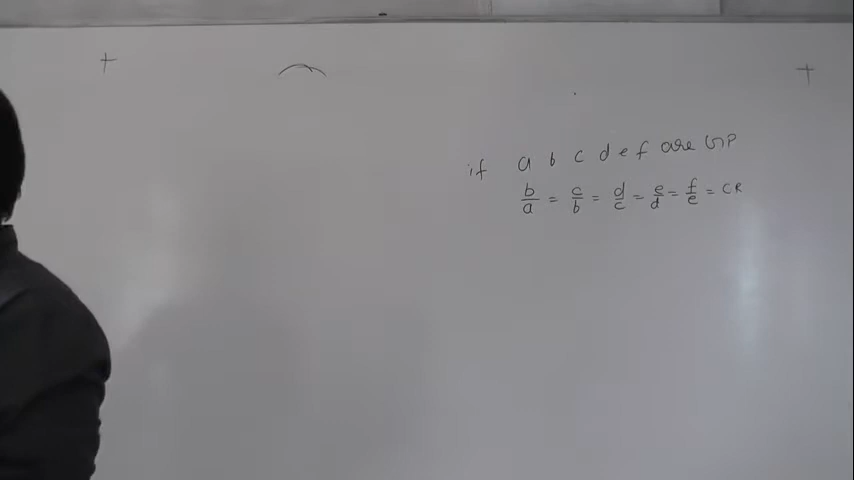 if a b c d e f are GP
b/a = c/b = d/c = e/d = f/e = CR